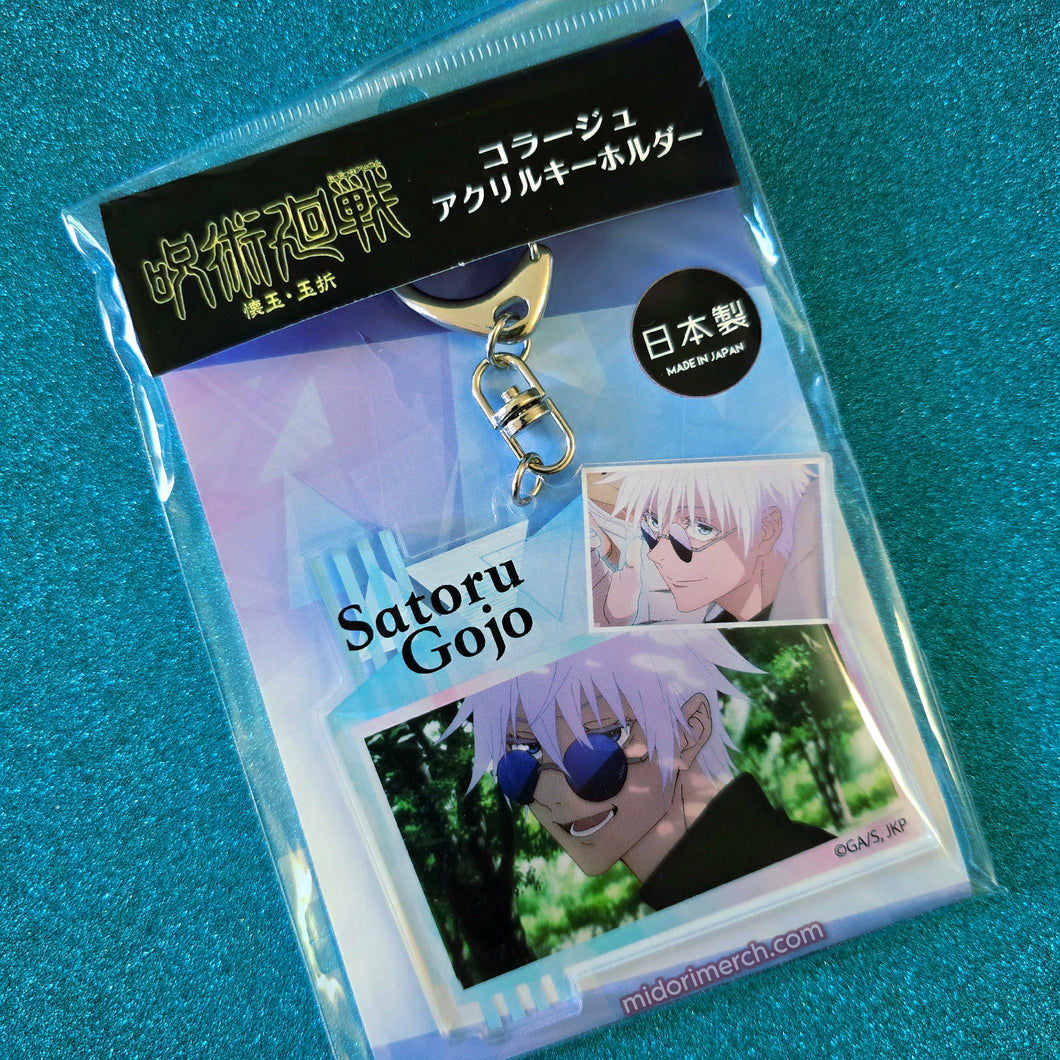 呪術廻戦
懐玉・玉折
コラージュ
アクリルキーホルダー
日本製
MADE IN JAPAN
Satoru
Gojo
©GA/S, JKP
midorimerch.com